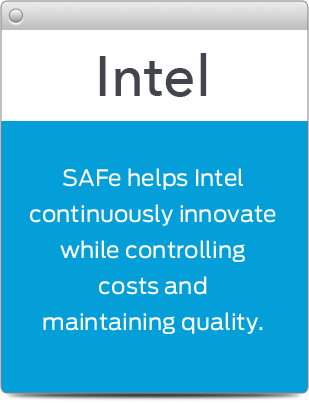 Intel
SAFe helps Intel
continuously innovate
while controlling
costs and
maintaining quality.